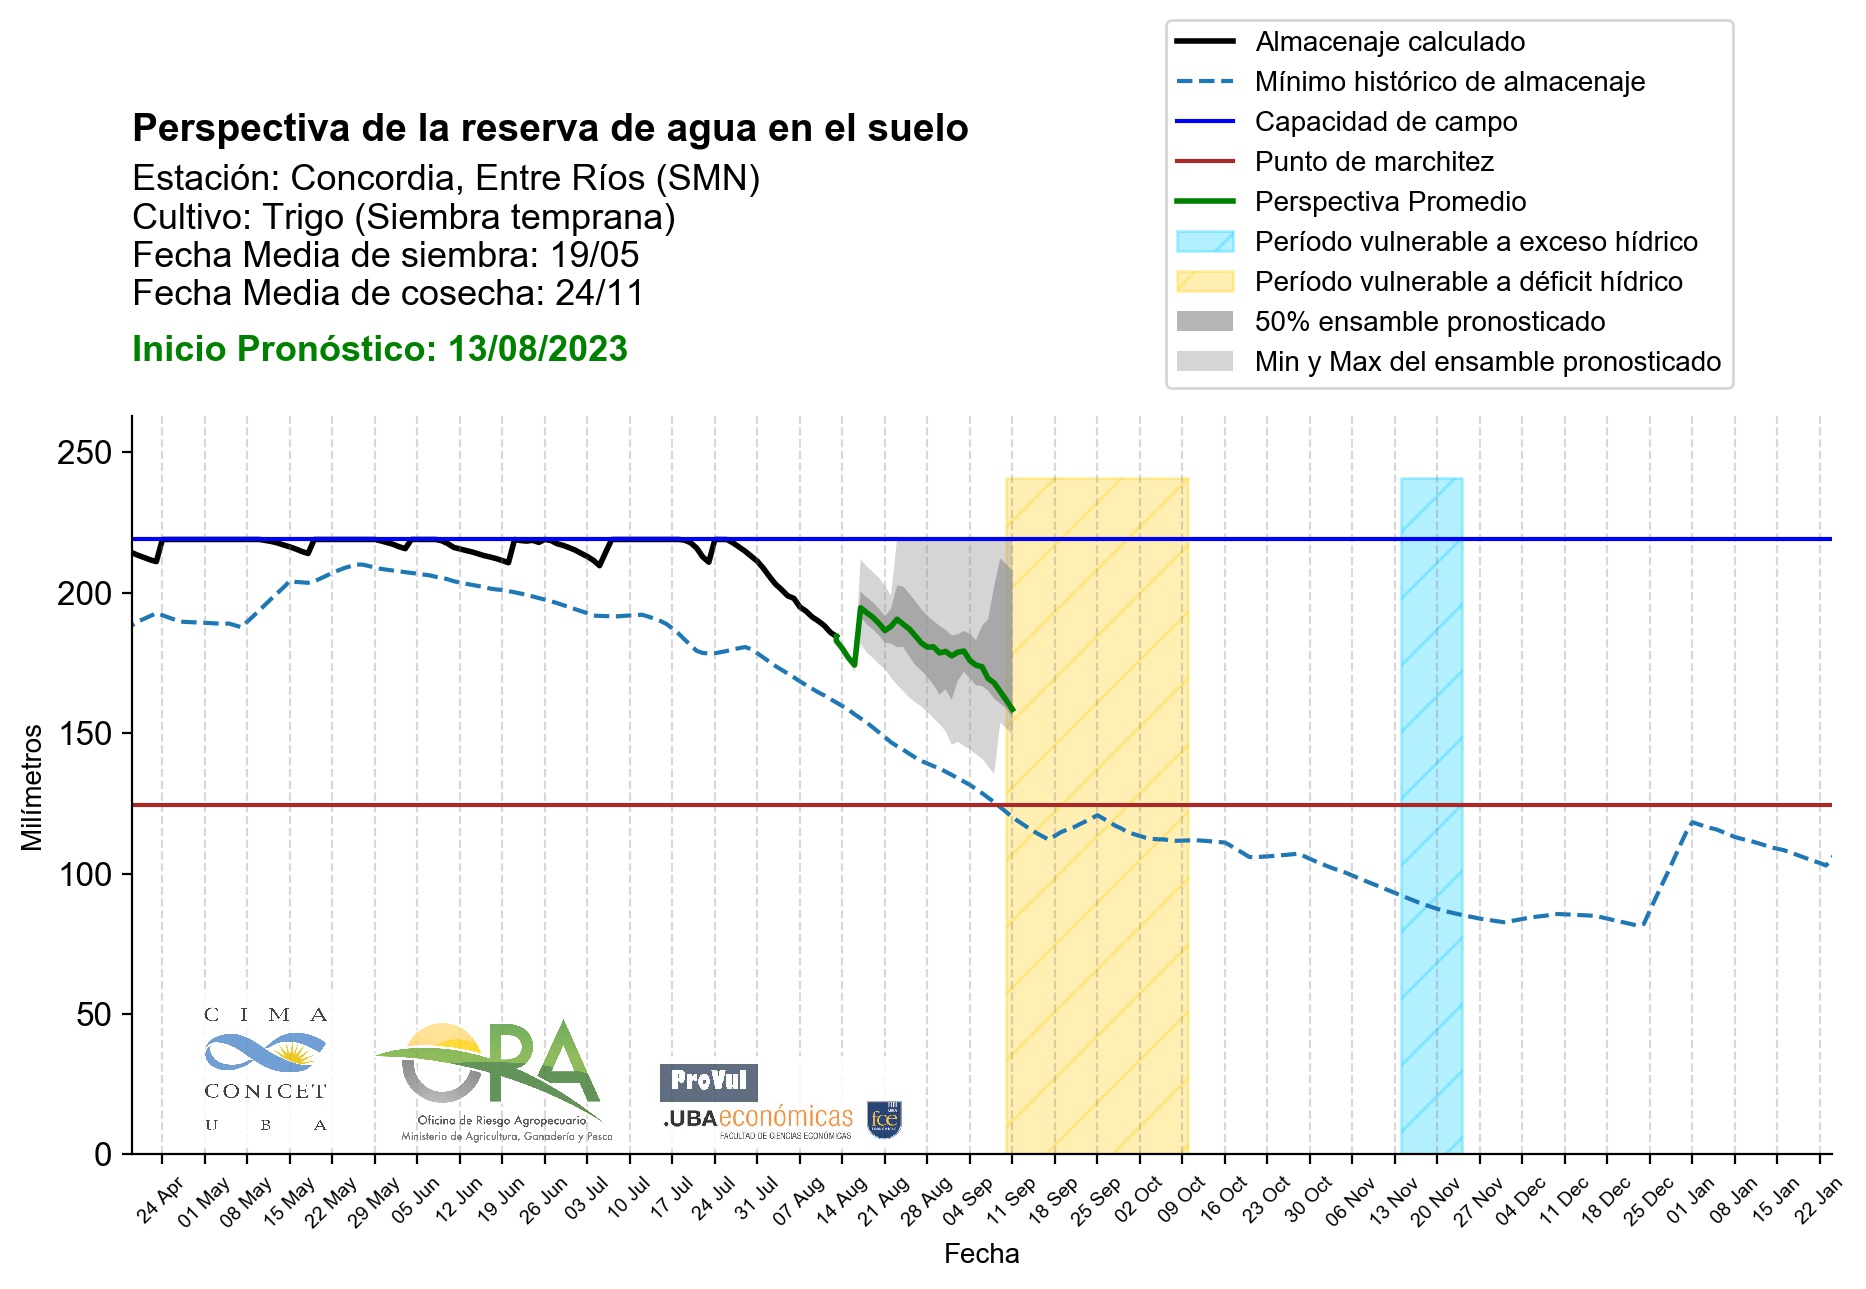 Almacenaje calculado
Mínimo histórico de almacenaje
Capacidad de campo
Punto de marchitez
Perspectiva Promedio
Período vulnerable a exceso hídrico
Período vulnerable a déficit hídrico
50% ensamble pronosticado
Min y Max del ensamble pronosticado
Perspectiva de la reserva de agua en el suelo
Estación: Concordia, Entre Ríos (SMN)
Cultivo: Trigo (Siembra temprana)
Fecha Media de siembra: 19/05
Fecha Media de cosecha: 24/11
Inicio Pronóstico: 13/08/2023
250
200
150
100
50
0
Milímetros
CIMA
CONICET
UBA
ORA
Oficina de Riesgo Agropecuario
Ministerio de Agricultura, Ganadería y Pesca
ProVul
.UBAeconómicas
FACULTAD DE CIENCIAS ECONÓMICAS
fce
24 Apr
01 May
08 May
15 May
22 May
29 May
05 Jun
12 Jun
19 Jun
26 Jun
03 Jul
10 Jul
17 Jul
24 Jul
31 Jul
07 Aug
14 Aug
21 Aug
28 Aug
04 Sep
11 Sep
18 Sep
25 Sep
02 Oct
09 Oct
16 Oct
23 Oct
30 Oct
06 Nov
13 Nov
20 Nov
27 Nov
04 Dec
11 Dec
18 Dec
25 Dec
01 Jan
08 Jan
15 Jan
22 Jan
Fecha